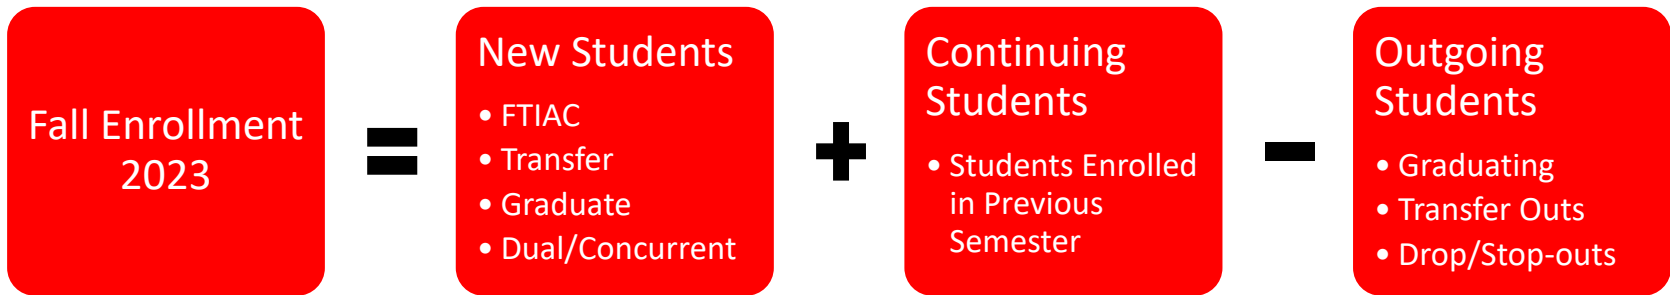 Fall Enrollment
2023
=
New Students
• FTIAC
• Transfer
• Graduate
• Dual/Concurrent
+
Continuing
Students
• Students Enrolled
in Previous
Semester
-
Outgoing
Students
• Graduating
• Transfer Outs
• Drop/Stop-outs